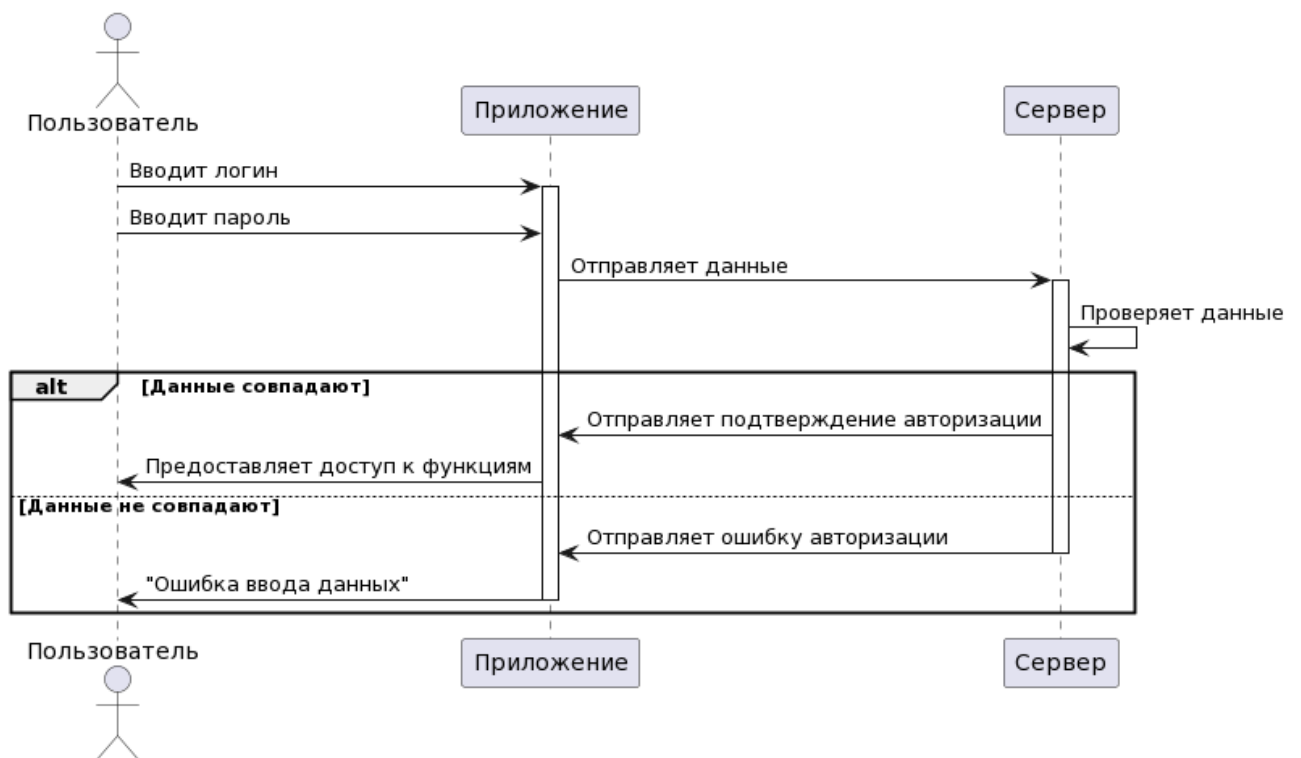 Пользователь
Приложение
Сервер
Вводит логин
Вводит пароль
Отправляет данные
Проверяет данные
alt [Данные совпадают]
Отправляет подтверждение авторизации
Предоставляет доступ к функциям
[Данные не совпадают]
Отправляет ошибку авторизации
"Ошибка ввода данных"
Пользователь
Приложение
Сервер